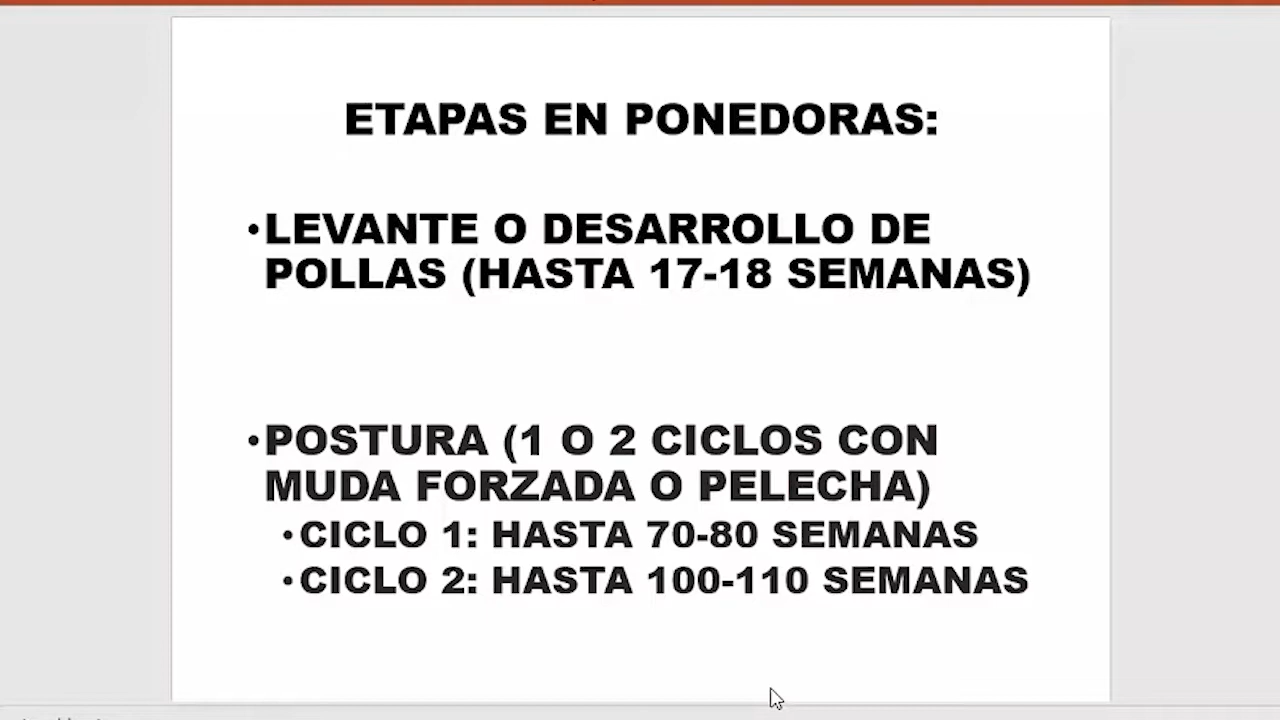 ETAPAS EN PONEDORAS:
•LEVANTE O DESARROLLO DE
POLLAS (HASTA 17-18 SEMANAS)
•POSTURA (1 O 2 CICLOS CON
MUDA FORZADA O PELECHA)
•CICLO 1: HASTA 70-80 SEMANAS
•CICLO 2: HASTA 100-110 SEMANAS